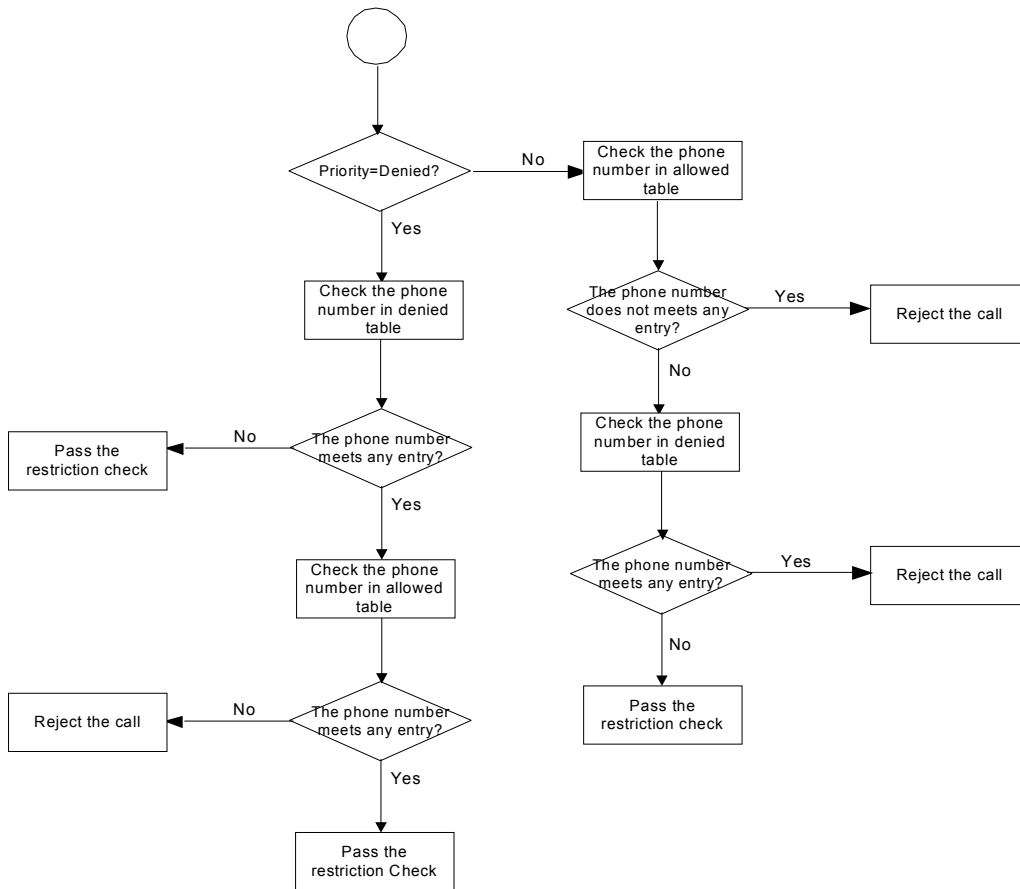 Priority=Denied?
No
Check the phone
number in allowed
table
Yes
Check the phone
number in denied
table
The phone number
does not meets any
entry?
Yes
Reject the call
No
Check the phone
number in denied
table
The phone number
meets any entry?
No
Pass the
restriction check
Yes
The phone number
meets any entry?
Yes
Reject the call
Check the phone
number in allowed
table
No
Pass the
restriction check
The phone number
meets any entry?
No
Reject the call
Yes
Pass the
restriction Check